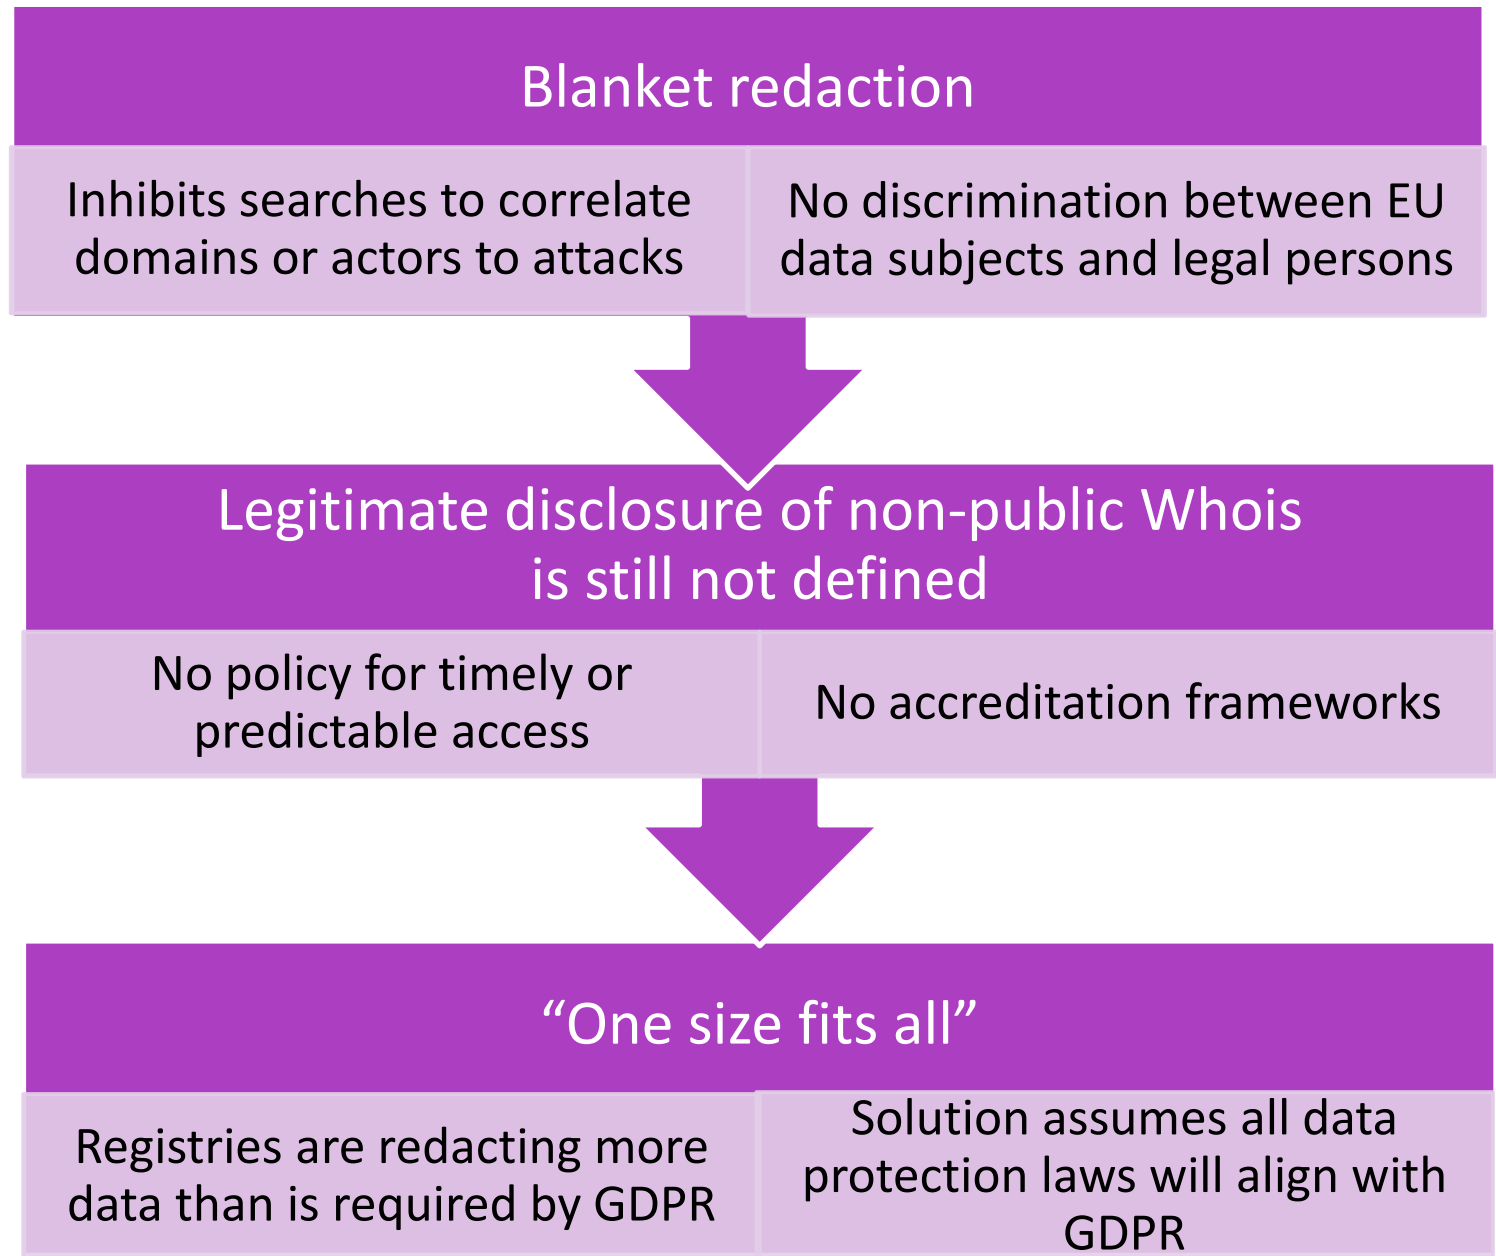 Blanket redaction
Inhibits searches to correlate
domains or actors to attacks
No discrimination between EU
data subjects and legal persons
Legitimate disclosure of non-public Whois
is still not defined
No policy for timely or
predictable access
No accreditation frameworks
“One size fits all”
Registries are redacting more
data than is required by GDPR
Solution assumes all data
protection laws will align with
GDPR